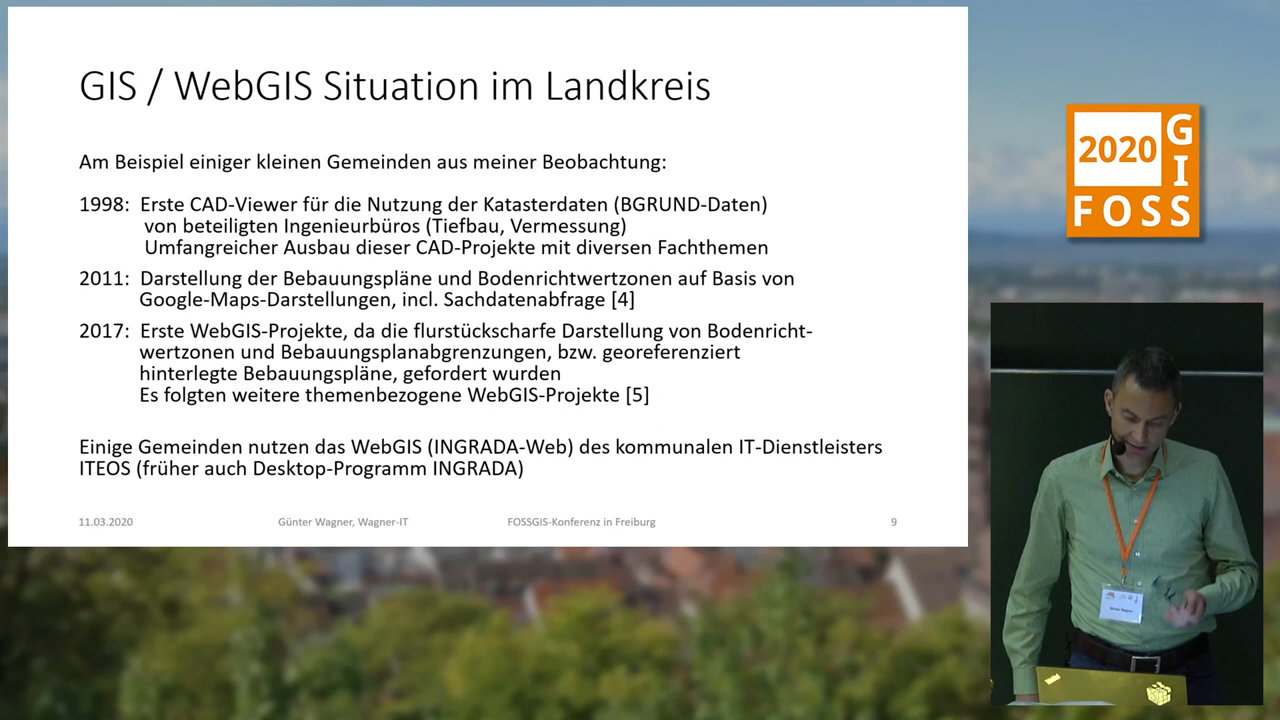 GIS / WebGIS Situation im Landkreis
Am Beispiel einiger kleinen Gemeinden aus meiner Beobachtung:
1998: Erste CAD-Viewer für die Nutzung der Katasterdaten (BGRUND-Daten)
von beteiligten Ingenieurbüros (Tiefbau, Vermessung)
Umfangreicher Ausbau dieser CAD-Projekte mit diversen Fachthemen
2011: Darstellung der Bebauungspläne und Bodenrichtwertzonen auf Basis von
Google-Maps-Darstellungen, incl. Sachdatenabfrage [4]
2017: Erste WebGIS-Projekte, da die flurstückscharfe Darstellung von Bodenricht-
wertzonen und Bebauungsplanabgrenzungen, bzw. georeferenziert
hinterlegte Bebauungspläne, gefordert wurden
Es folgten weitere themenbezogene WebGIS-Projekte [5]
Einige Gemeinden nutzen das WebGIS (INGRADA-Web) des kommunalen IT-Dienstleisters
ITEOS (früher auch Desktop-Programm INGRADA)
11.03.2020 Günter Wagner, Wagner-IT FOSSGIS-Konferenz in Freiburg 9
2020
GIS
FOSS
Günter Wagner